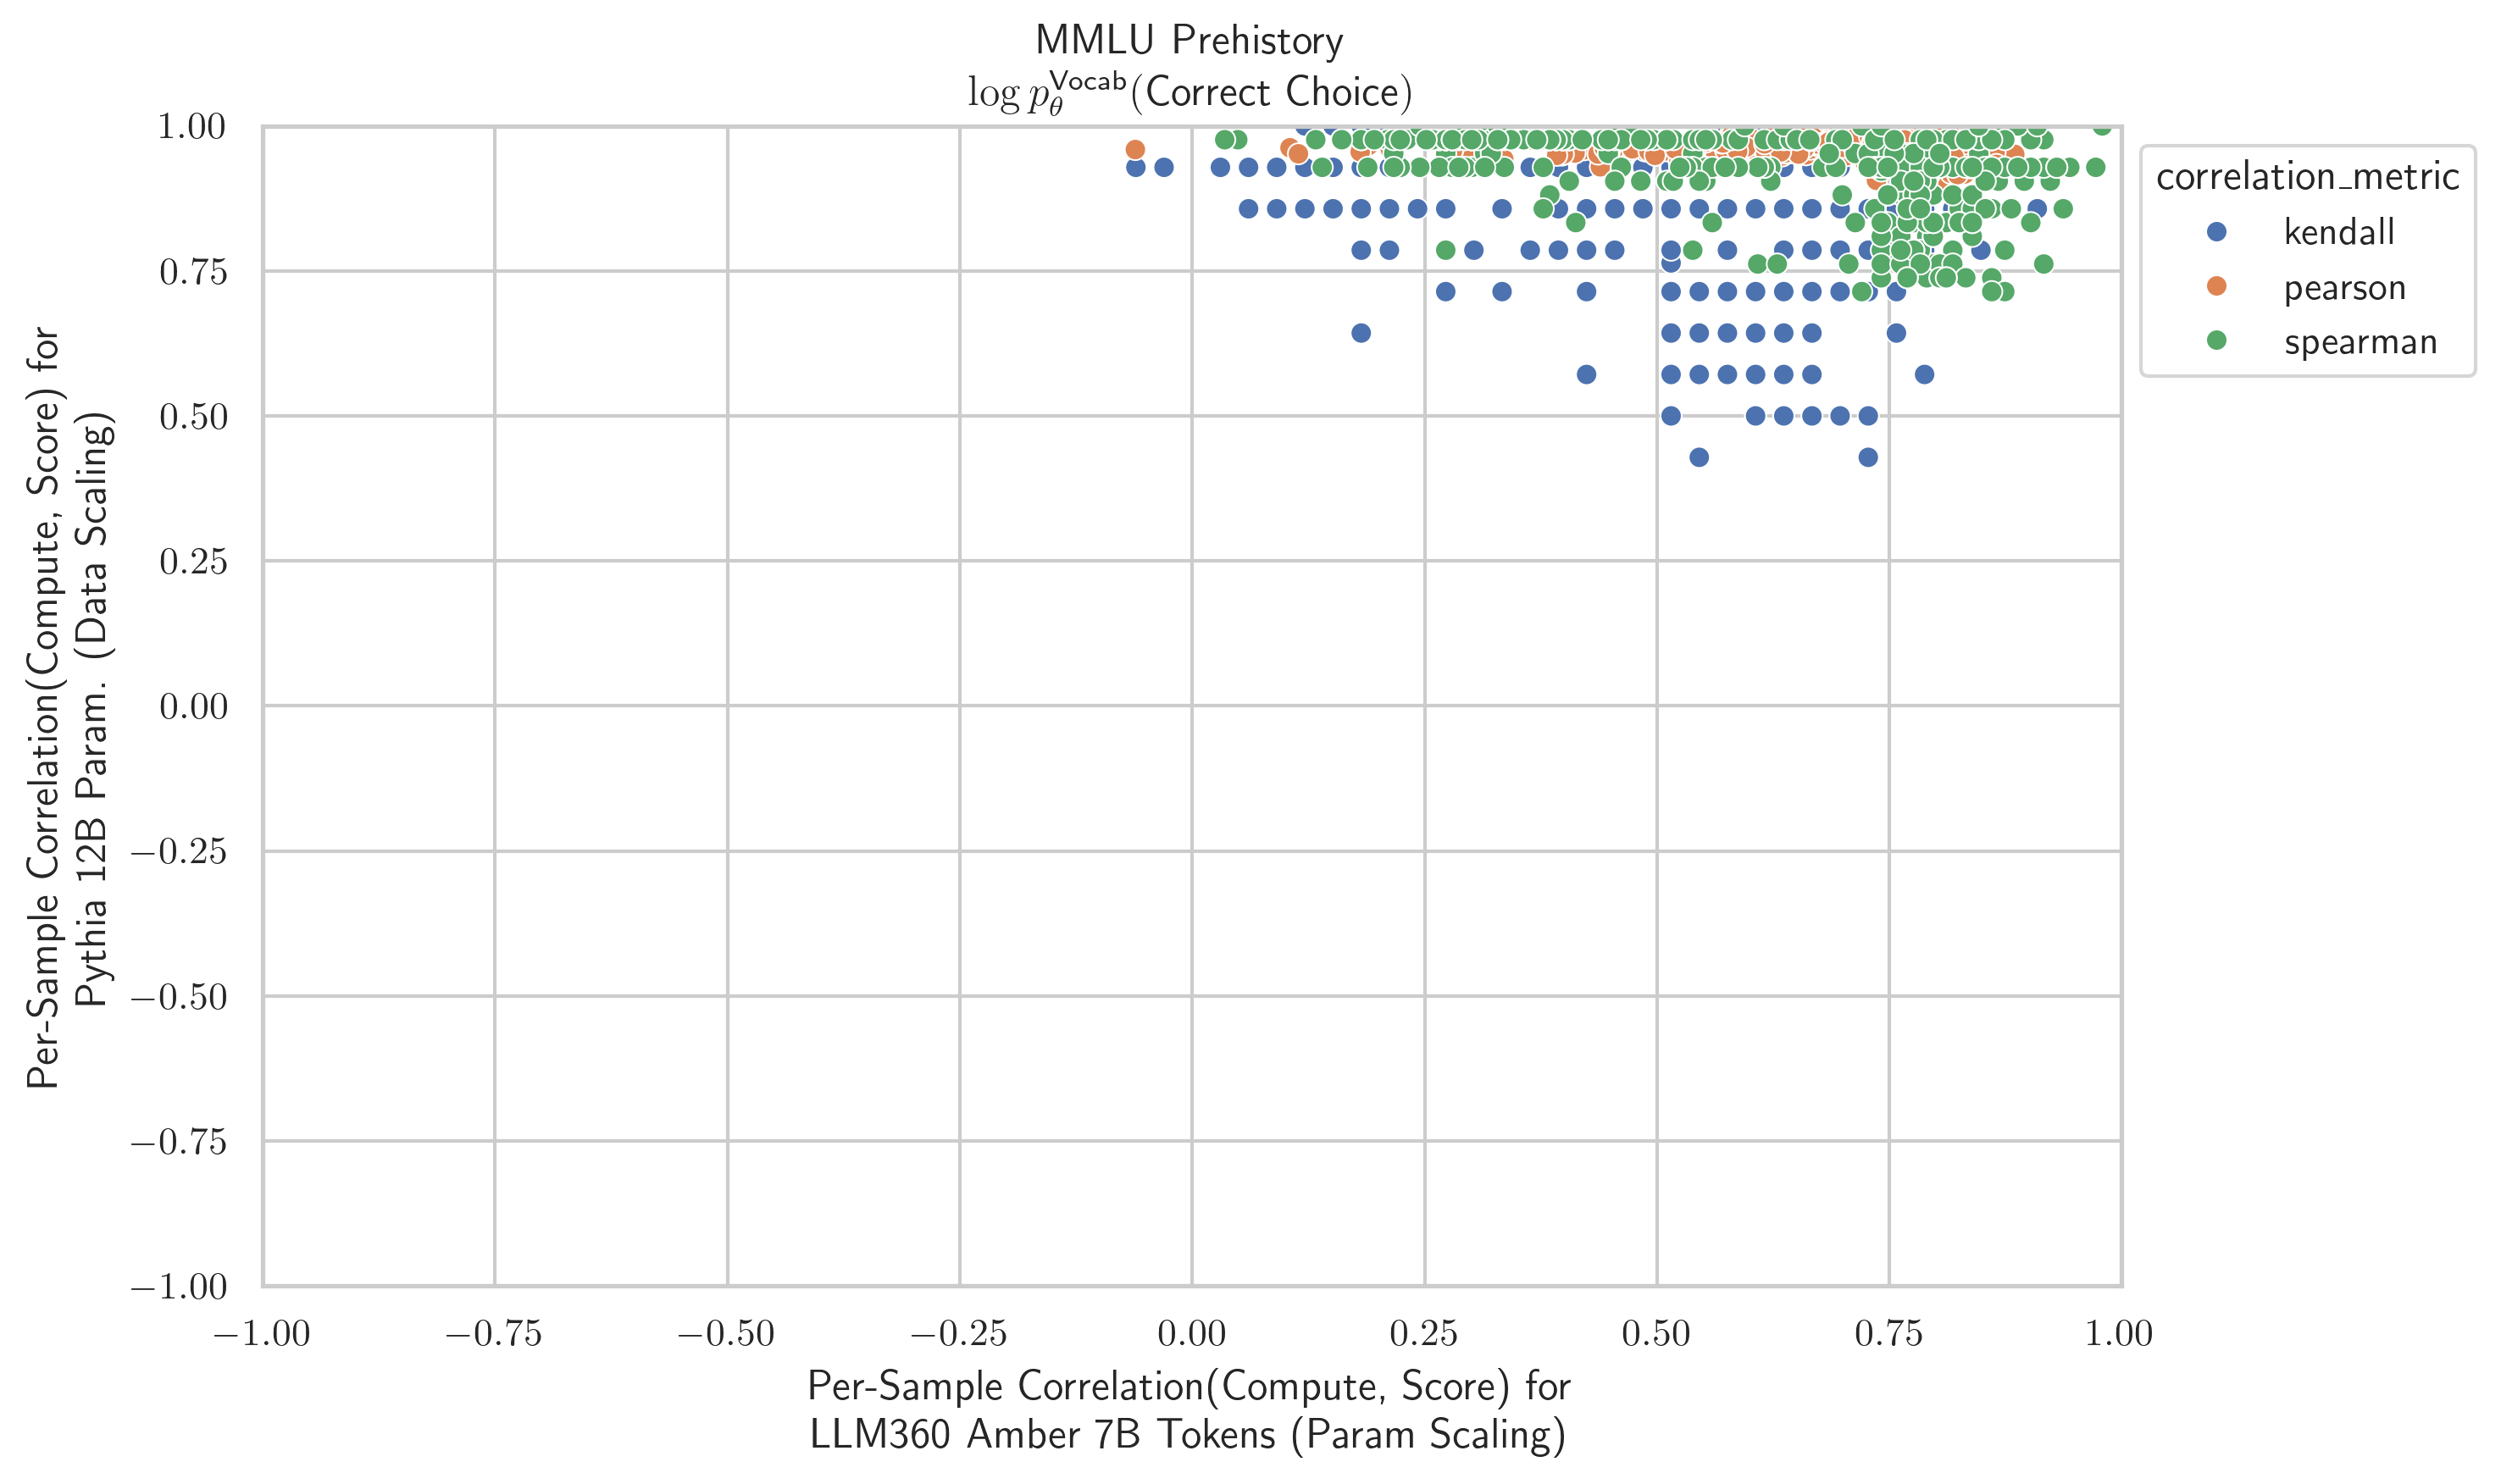 MMLU Prehistory
log p_θ^Vocab(Correct Choice)
1.00
0.75
0.50
0.25
0.00
−0.25
−0.50
−0.75
−1.00
Per-Sample Correlation(Compute, Score) for
Pythia 12B Param. (Data Scaling)
−1.00
−0.75
−0.50
−0.25
0.00
0.25
0.50
0.75
1.00
Per-Sample Correlation(Compute, Score) for
LLM360 Amber 7B Tokens (Param Scaling)
correlation_metric
kendall
pearson
spearman